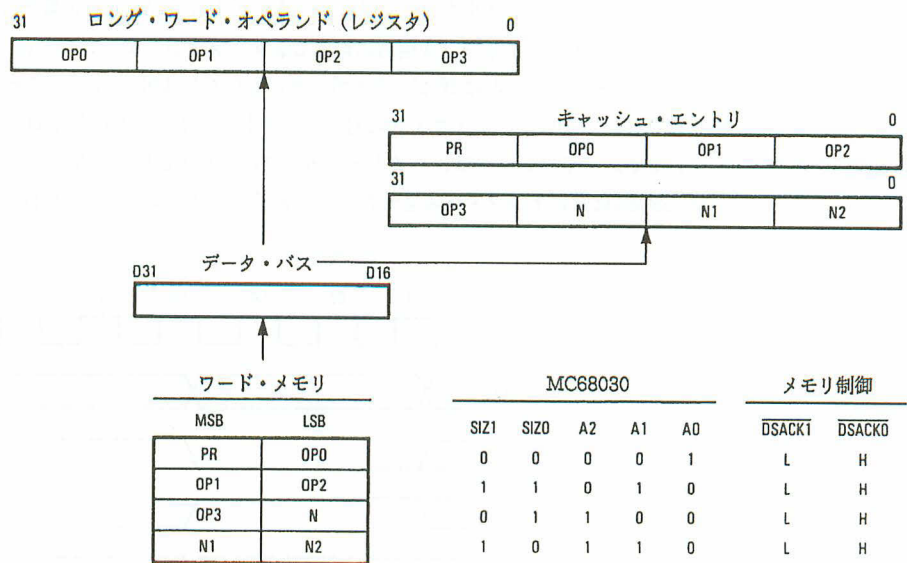 31 ロング・ワード・オペランド (レジスタ) 0
OP0 OP1 OP2 OP3
31 キャッシュ・エントリ 0
PR OP0 OP1 OP2
31 0
OP3 N N1 N2
データ・バス
D31 D16
ワード・メモリ
MSB LSB
PR OP0
OP1 OP2
OP3 N
N1 N2
MC68030 メモリ制御
SIZ1 SIZ0 A2 A1 A0 DSACK1 DSACK0
0 0 0 0 1 L H
1 1 0 1 0 L H
0 1 1 0 0 L H
1 0 1 1 0 L H